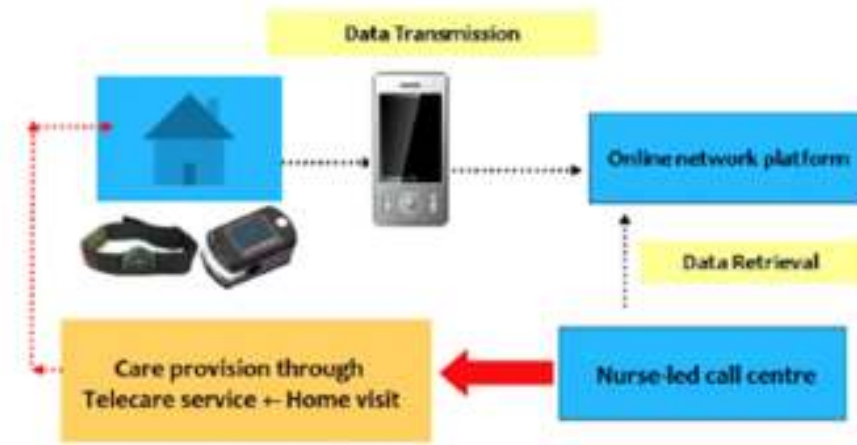 Data Transmission
Online network platform
Data Retrieval
Care provision through
Telecare service +- Home visit
Nurse-led call centre